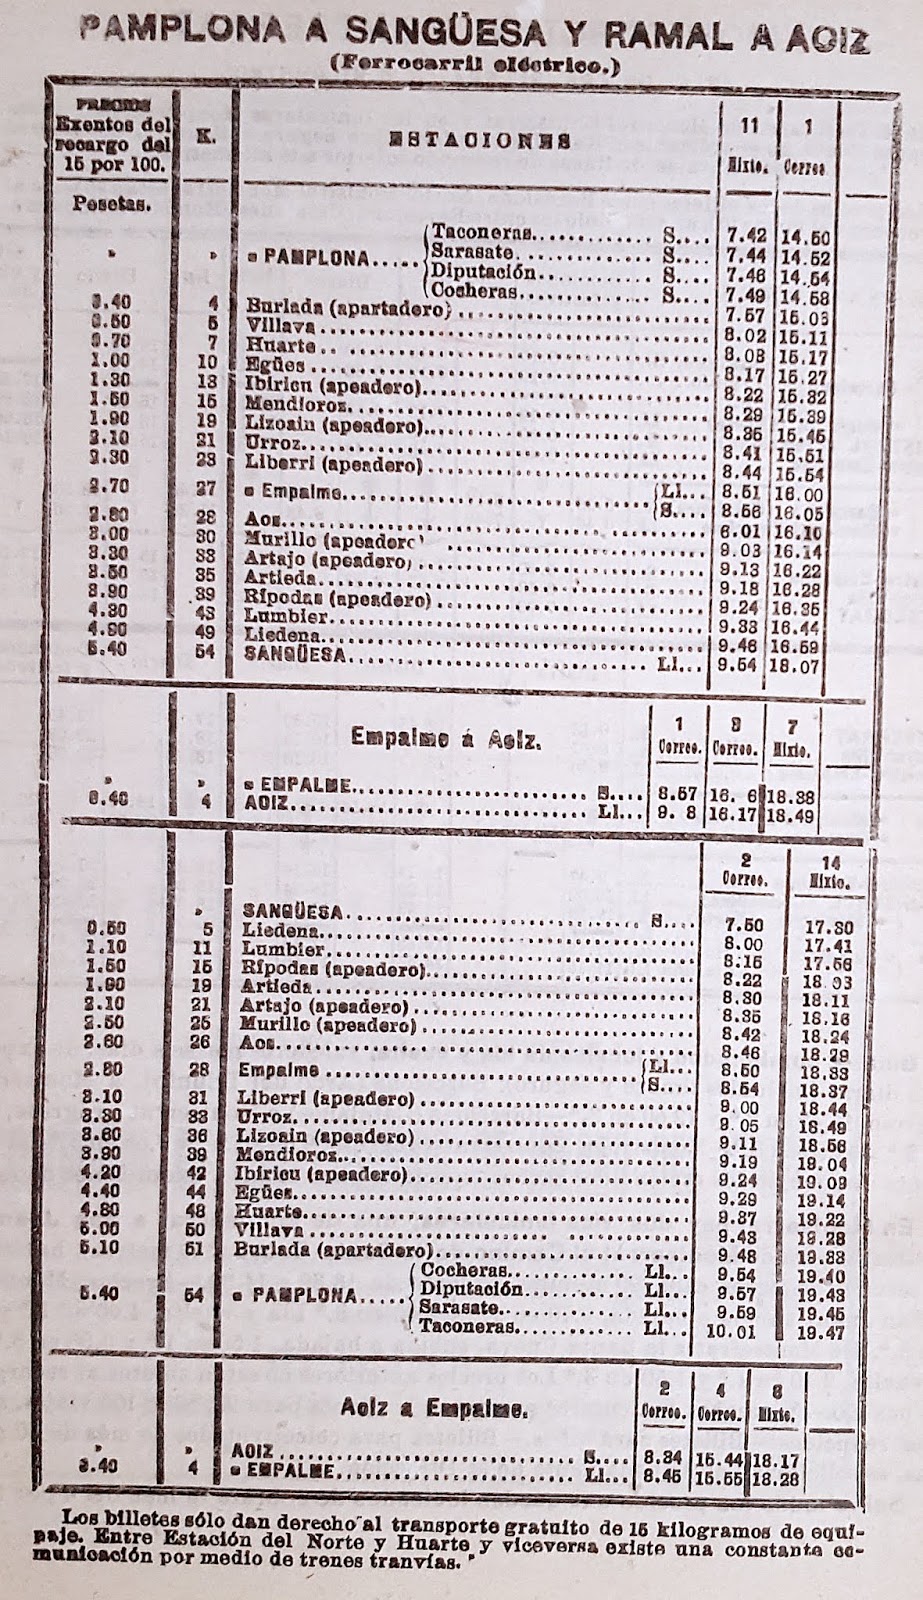 PAMPLONA A SANGÜESA Y RAMAL A AOIZ
(Ferrocarril eléctrico.)
PRECIOS Exentos del recargo del 15 por 100. K. ESTACIONES 11 Mixto. 1 Correo
Pesetas.
» » PAMPLONA
Taconeras S. 7.42 14.50
Sarasate S. 7.44 14.52
Diputación S. 7.46 14.54
Cocheras S. 7.49 14.58
0.40 4 Burlada (apartadero) 7.57 15.03
0.50 5 Villava 8.02 15.11
0.70 7 Huarte 8.08 15.17
1.00 10 Egües 8.17 15.27
1.30 13 Ibiricu (apeadero) 8.22 15.32
1.50 15 Mendioroz 8.29 15.39
1.90 19 Lizoain (apeadero) 8.35 15.45
2.10 21 Urroz 8.41 15.51
2.30 23 Liberri (apeadero) 8.44 15.54
2.70 27 Empalme Ll. 8.51 16.00
S. 8.56 16.05
2.80 28 Aos 6.01 16.10
3.00 30 Murillo (apeadero) 9.03 16.14
3.30 33 Artajo (apeadero) 9.13 16.22
3.50 35 Artieda 9.18 16.28
3.90 39 Rípodas (apeadero) 9.24 16.35
4.30 43 Lumbier 9.33 16.44
4.90 49 Liedena 9.46 16.59
5.40 54 SANGÜESA Ll. 9.54 18.07
Empalme á Aoiz. 1 Correo. 3 Correo. 7 Mixto.
» » EMPALME S. 8.57 16. 6 18.38
0.40 4 AOIZ Ll. 9. 8 16.17 18.49
2 Correo. 14 Mixto.
» SANGÜESA S. 7.50 17.30
0.50 5 Liedena 8.00 17.41
1.10 11 Lumbier 8.15 17.56
1.50 15 Rípodas (apeadero) 8.22 18.03
1.90 19 Artieda 8.30 18.11
2.10 21 Artajo (apeadero) 8.35 18.16
2.50 25 Murillo (apeadero) 8.42 18.24
2.60 26 Aos 8.46 18.29
2.80 28 Empalme Ll. 8.50 18.33
S. 8.54 18.37
3.10 31 Liberri (apeadero) 9.00 18.44
3.30 33 Urroz 9.05 18.49
3.60 36 Lizoain (apeadero) 9.11 18.56
3.90 39 Mendioroz 9.19 19.04
4.20 42 Ibiricu (apeadero) 9.24 19.09
4.40 44 Egües 9.29 19.14
4.80 48 Huarte 9.37 19.22
5.00 50 Villava 9.43 19.28
5.10 51 Burlada (apartadero) 9.48 19.33
5.40 54 PAMPLONA
Cocheras Ll. 9.54 19.40
Diputación Ll. 9.57 19.43
Sarasate Ll. 9.59 19.45
Taconeras Ll. 10.01 19.47
Aoiz a Empalme. 2 Correo. 4 Correo. 8 Mixto.
» » AOIZ S. 8.34 15.44 18.17
0.40 4 EMPALME Ll. 8.45 15.55 18.28
Los billetes sólo dan derecho al transporte gratuito de 15 kilogramos de equi-
paje. Entre Estación del Norte y Huarte y viceversa existe una constante co-
municación por medio de trenes tranvías.